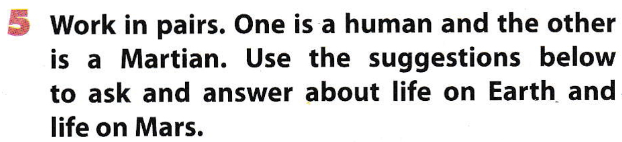 5 Work in pairs. One is a human and the other
is a Martian. Use the suggestions below
to ask and answer about life on Earth and
life on Mars.